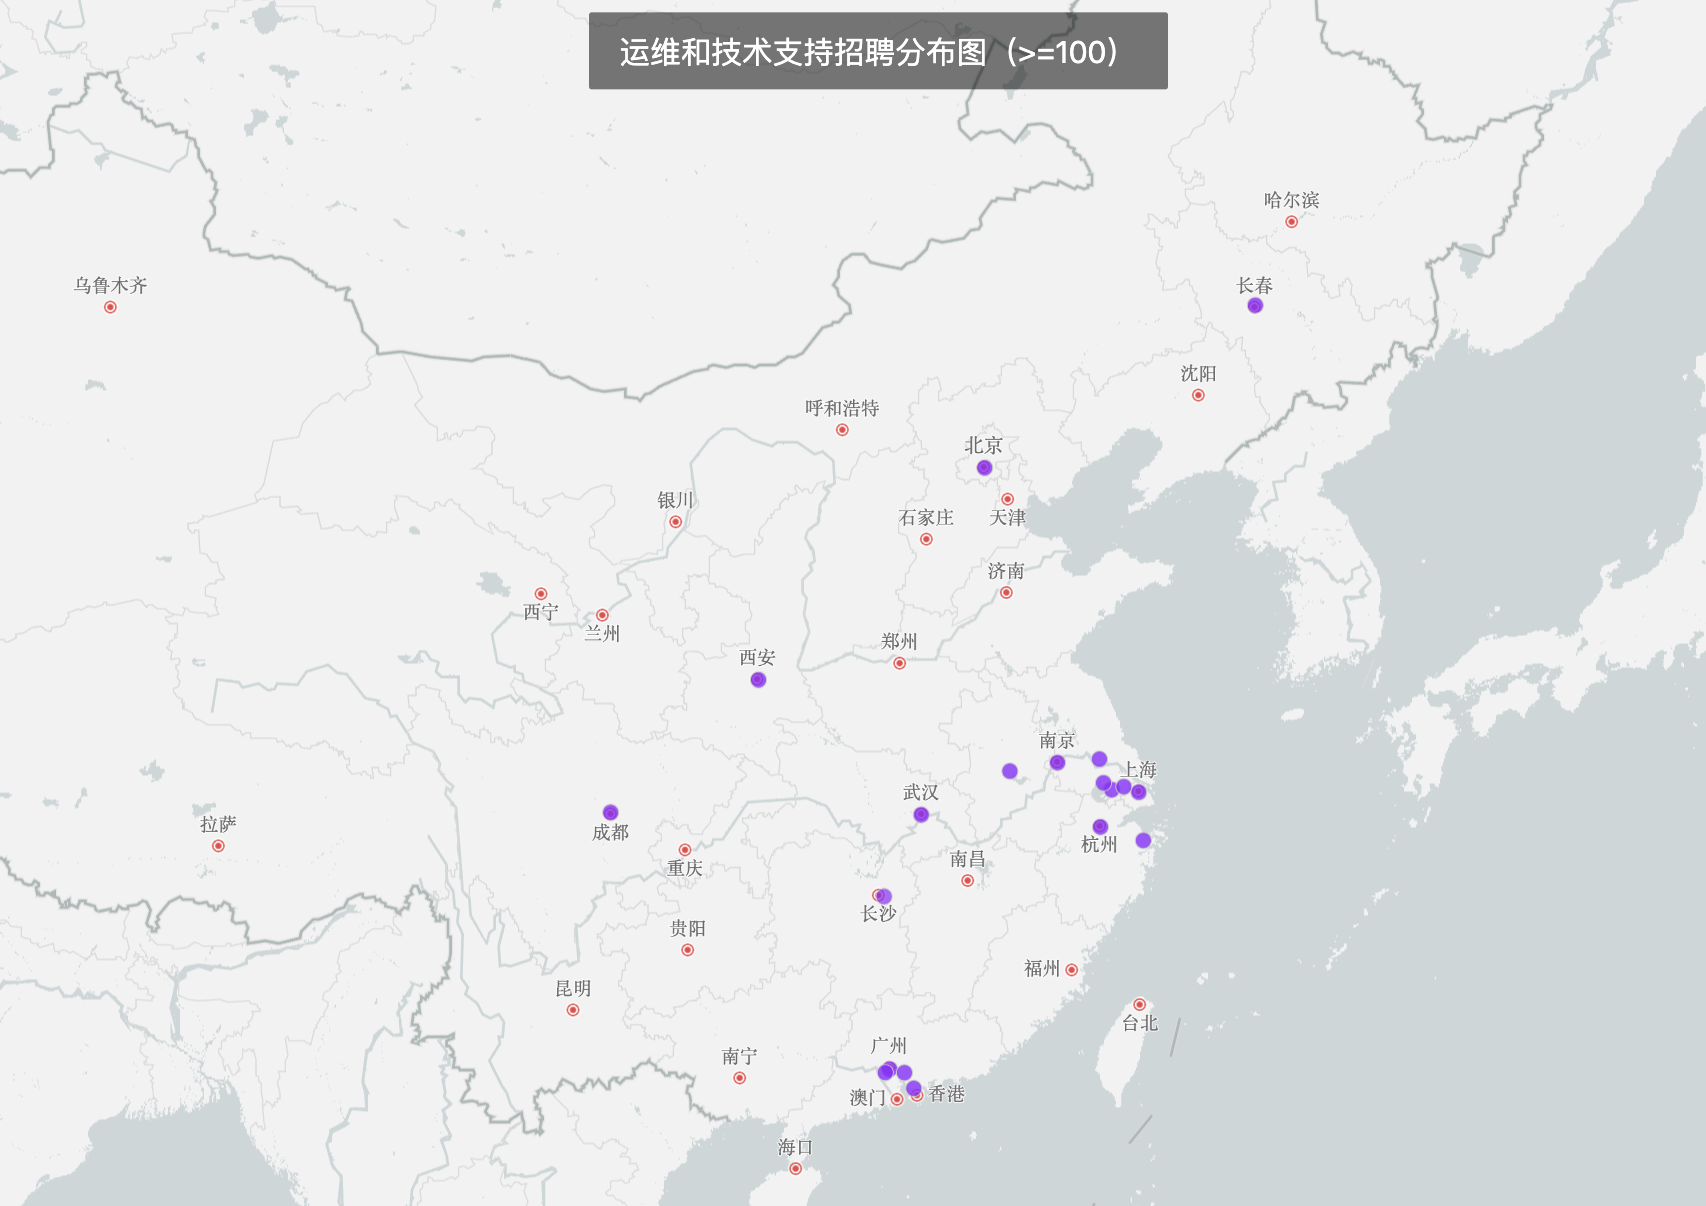 运维和技术支持招聘分布图（>=100）
哈尔滨
乌鲁木齐
长春
沈阳
呼和浩特
北京
银川
石家庄
天津
济南
西宁
兰州
郑州
西安
南京
上海
武汉
拉萨
成都
杭州
南昌
重庆
长沙
贵阳
福州
昆明
台北
广州
南宁
香港
澳门
海口